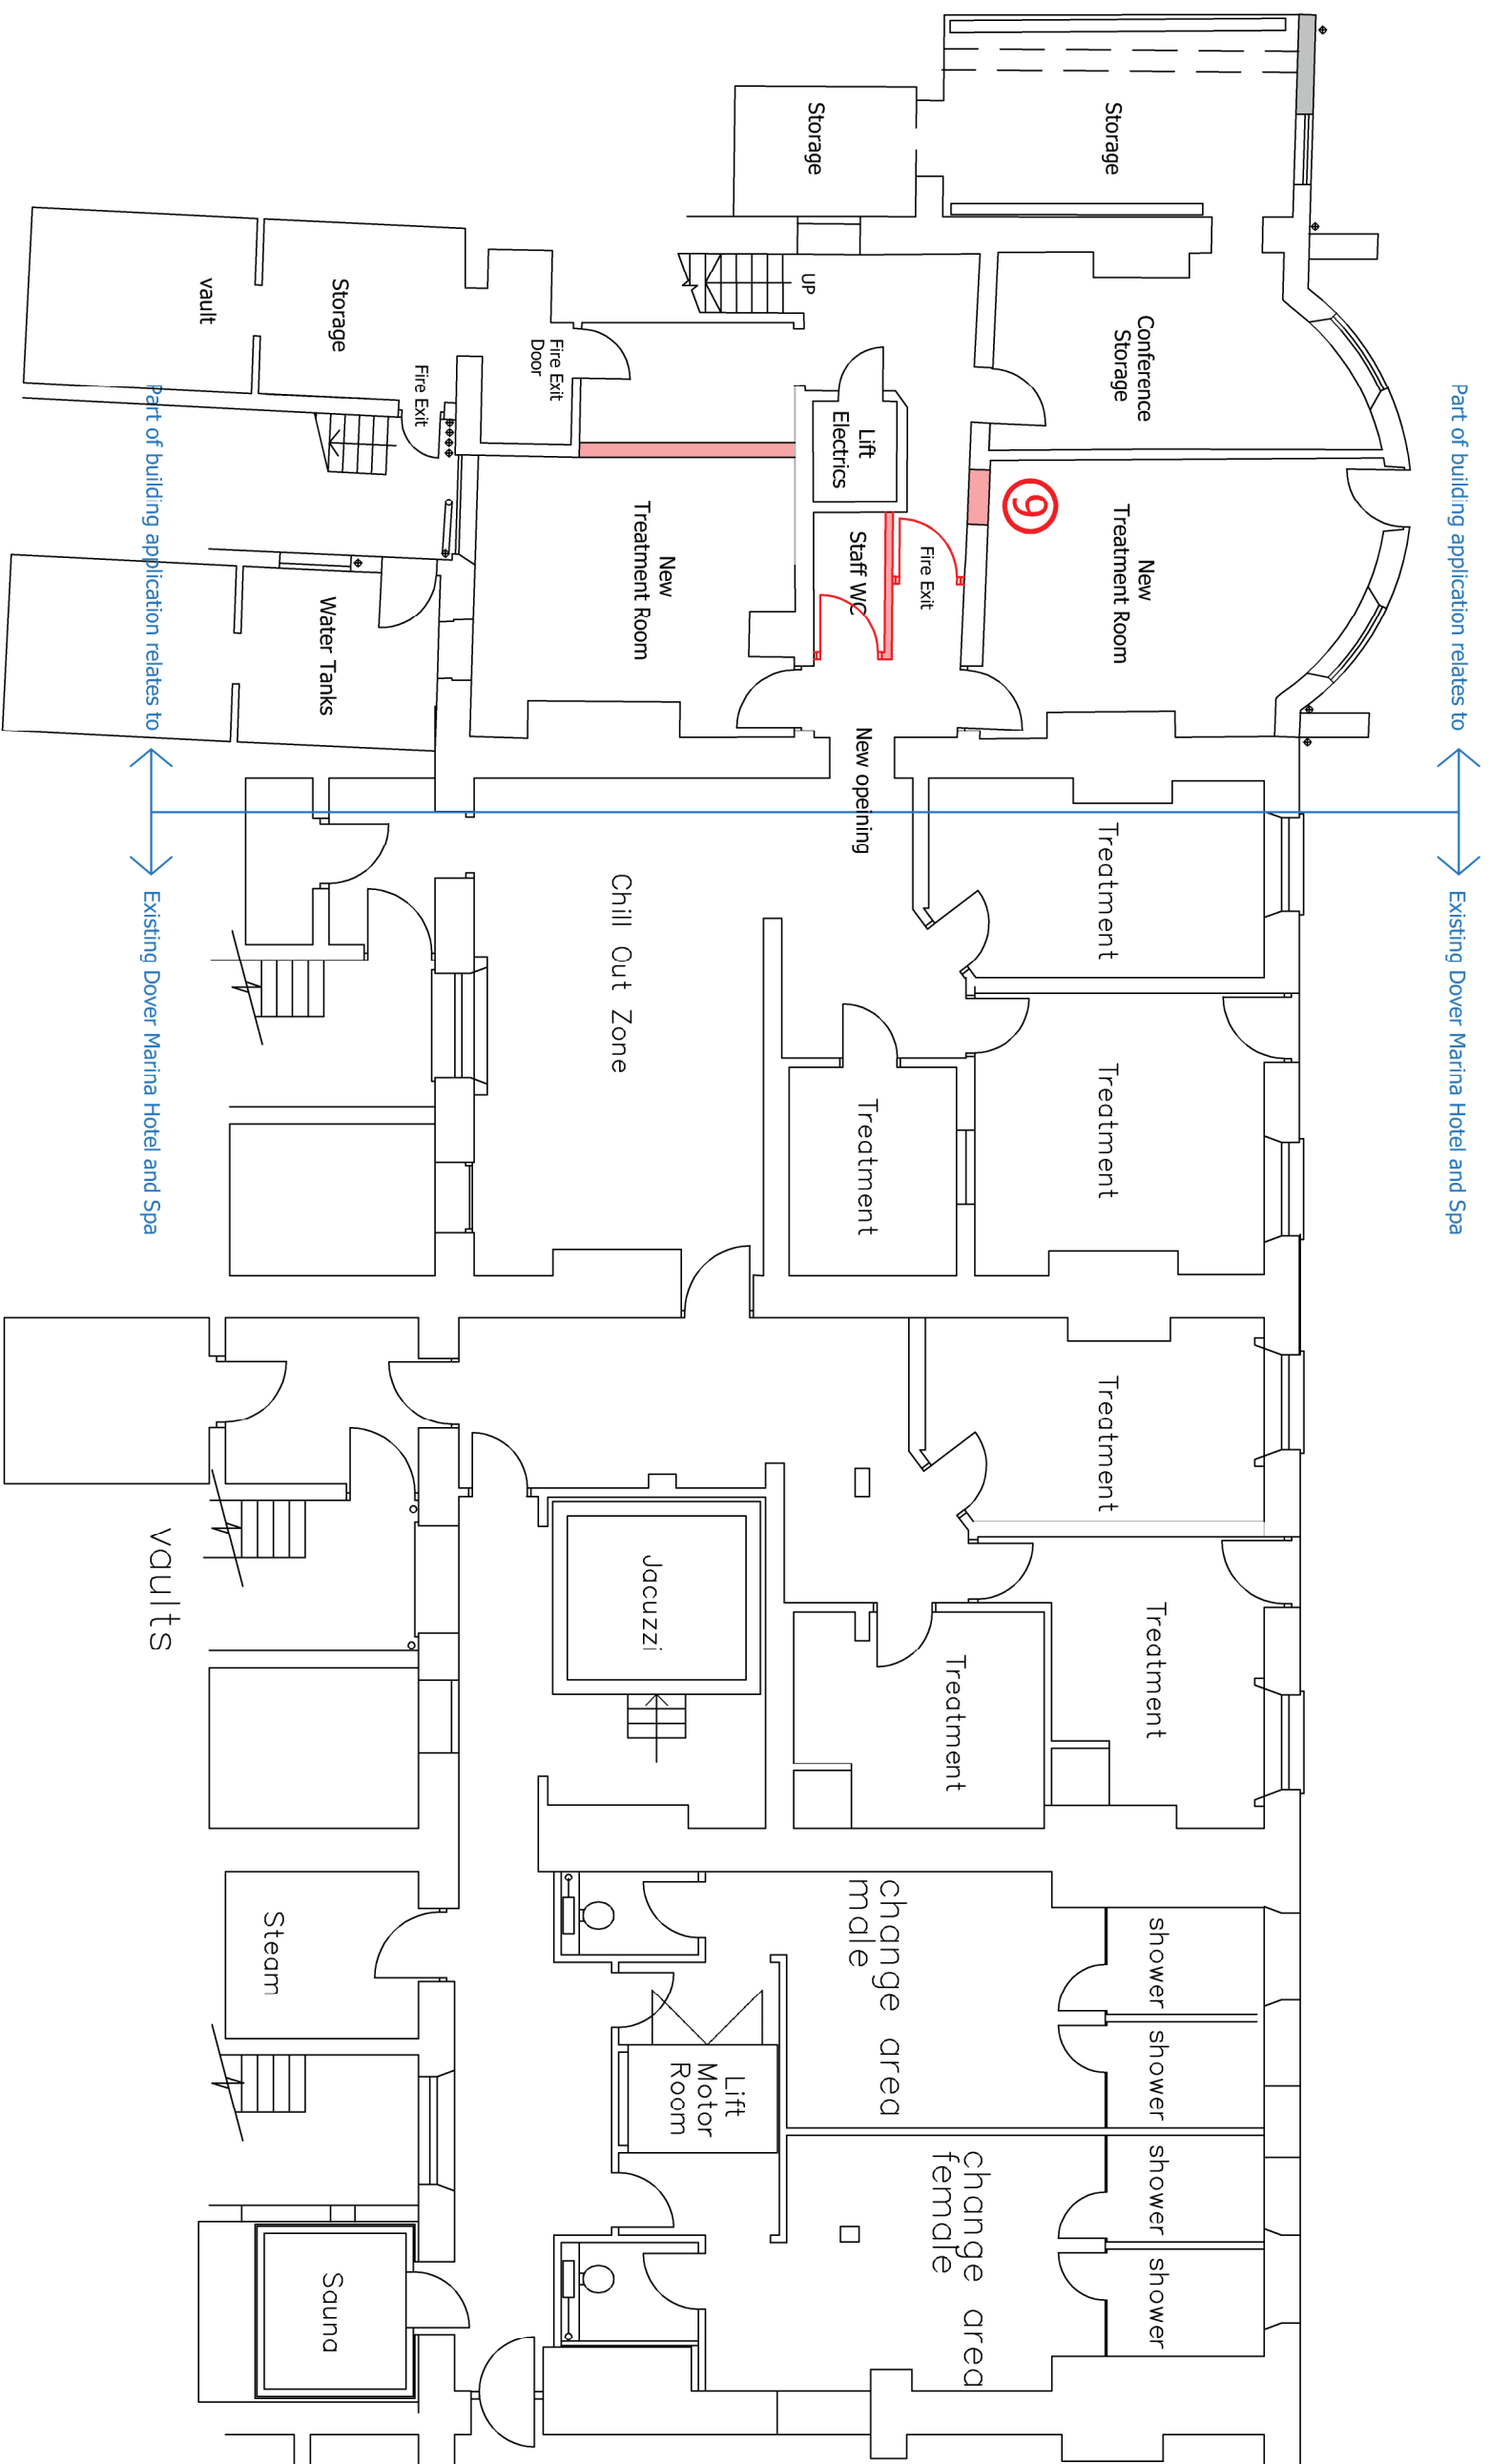 Storage
Storage
UP
Conference
Storage
vault
Storage
Fire Exit
Fire Exit
Door
Lift
Electrics
9
New
Treatment Room
New
Treatment Room
Staff WC
Fire Exit
Water Tanks
New opeining
Part of building application relates to
Part of building application relates to
Existing Dover Marina Hotel and Spa
Existing Dover Marina Hotel and Spa
Chill Out Zone
Treatment
Treatment
Treatment
Treatment
Treatment
Treatment
Jacuzzi
vaults
Steam
change area
male
shower
shower
Lift
Motor
Room
change area
female
shower
shower
Sauna